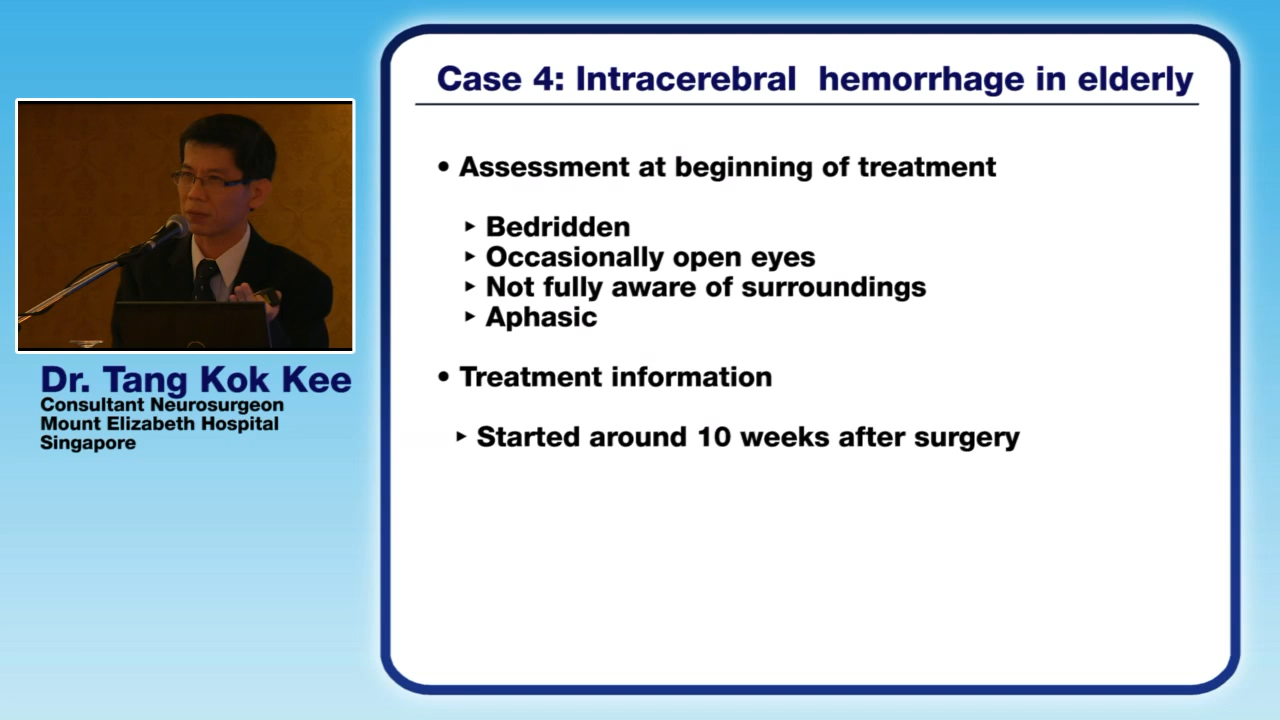 Case 4: Intracerebral hemorrhage in elderly
• Assessment at beginning of treatment
‣ Bedridden
‣ Occasionally open eyes
‣ Not fully aware of surroundings
‣ Aphasic
• Treatment information
‣ Started around 10 weeks after surgery
Dr. Tang Kok Kee
Consultant Neurosurgeon
Mount Elizabeth Hospital
Singapore